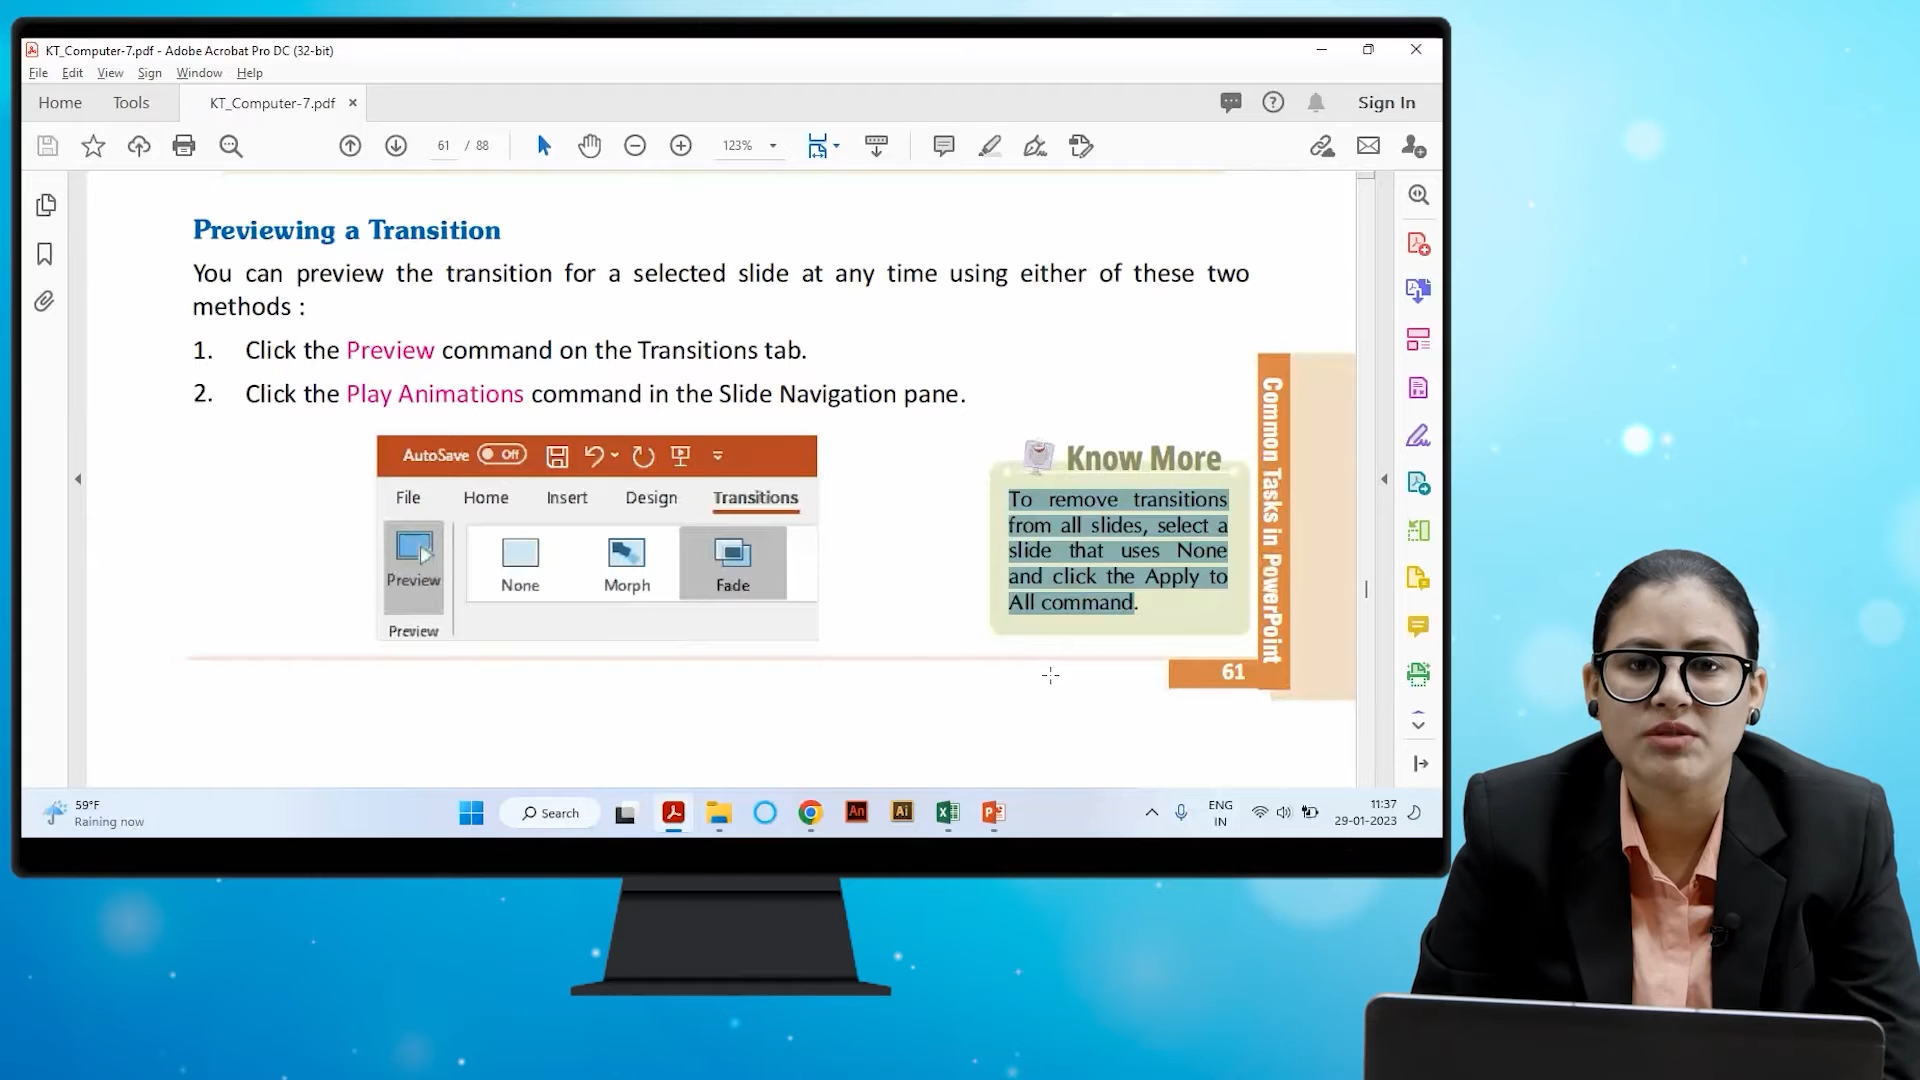 KT_Computer-7.pdf - Adobe Acrobat Pro DC (32-bit)
File Edit View Sign Window Help
Home Tools KT_Computer-7.pdf × Sign In
61 / 88 123%
Previewing a Transition
You can preview the transition for a selected slide at any time using either of these two
methods :
1. Click the Preview command on the Transitions tab.
2. Click the Play Animations command in the Slide Navigation pane.
AutoSave Off
File Home Insert Design Transitions
Preview None Morph Fade
Preview
Know More
To remove transitions
from all slides, select a
slide that uses None
and click the Apply to
All command.
Common Tasks in PowerPoint
61
59°F
Raining now
Search
An
Ai
ENG
IN
11:37
29-01-2023